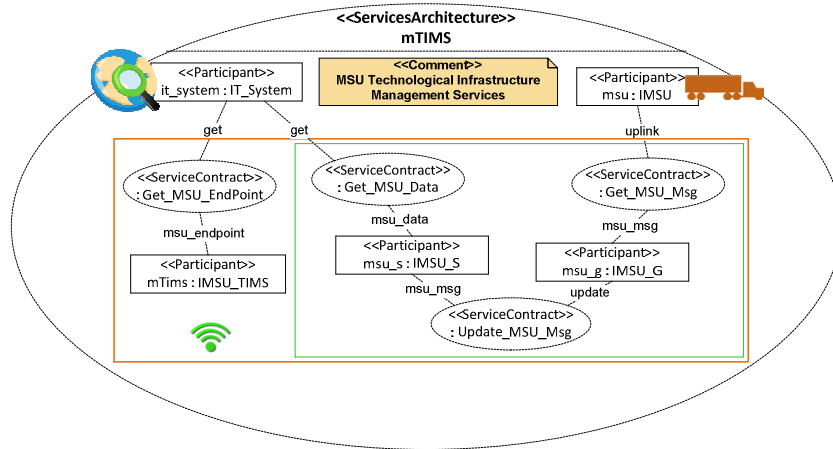 <<ServicesArchitecture>>
mTIMS
<<Participant>>
it_system : IT_System
<<Comment>>
MSU Technological Infrastructure
Management Services
<<Participant>>
msu : IMSU
get
get
uplink
<<ServiceContract>>
: Get_MSU_EndPoint
<<ServiceContract>>
: Get_MSU_Data
<<ServiceContract>>
: Get_MSU_Msg
msu_endpoint
msu_data
msu_msg
<<Participant>>
mTims : IMSU_TIMS
<<Participant>>
msu_s : IMSU_S
<<Participant>>
msu_g : IMSU_G
msu_msg
update
<<ServiceContract>>
: Update_MSU_Msg